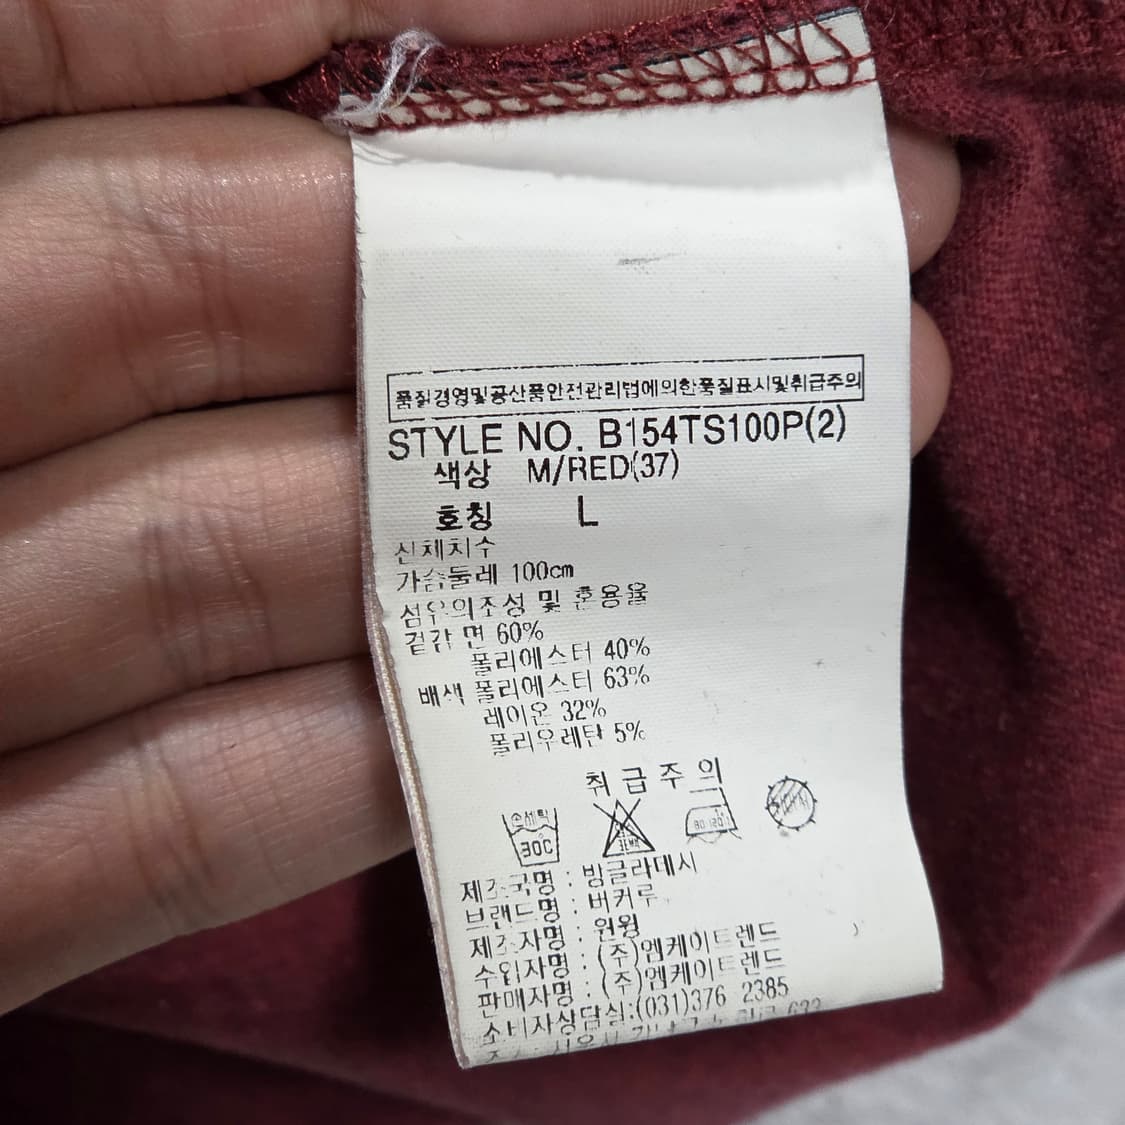 품질경영및공산품안전관리법에의한품질표시및취급주의
STYLE NO. B154TS100P(2)
색상 M/RED(37)
호칭 L
신체치수
가슴둘레 100cm
섬유의조성 및 혼용율
겉감 면 60%
폴리에스터 40%
배색 폴리에스터 63%
레이온 32%
폴리우레탄 5%
취급주의
손세탁
30℃
표백
제조국명 : 방글라데시
브랜드명 : 버커루
제조자명 : 원웡
수입자명 : (주)엠케이트렌드
판매자명 : (주)엠케이트렌드
소비자상담실:(031)376 2385